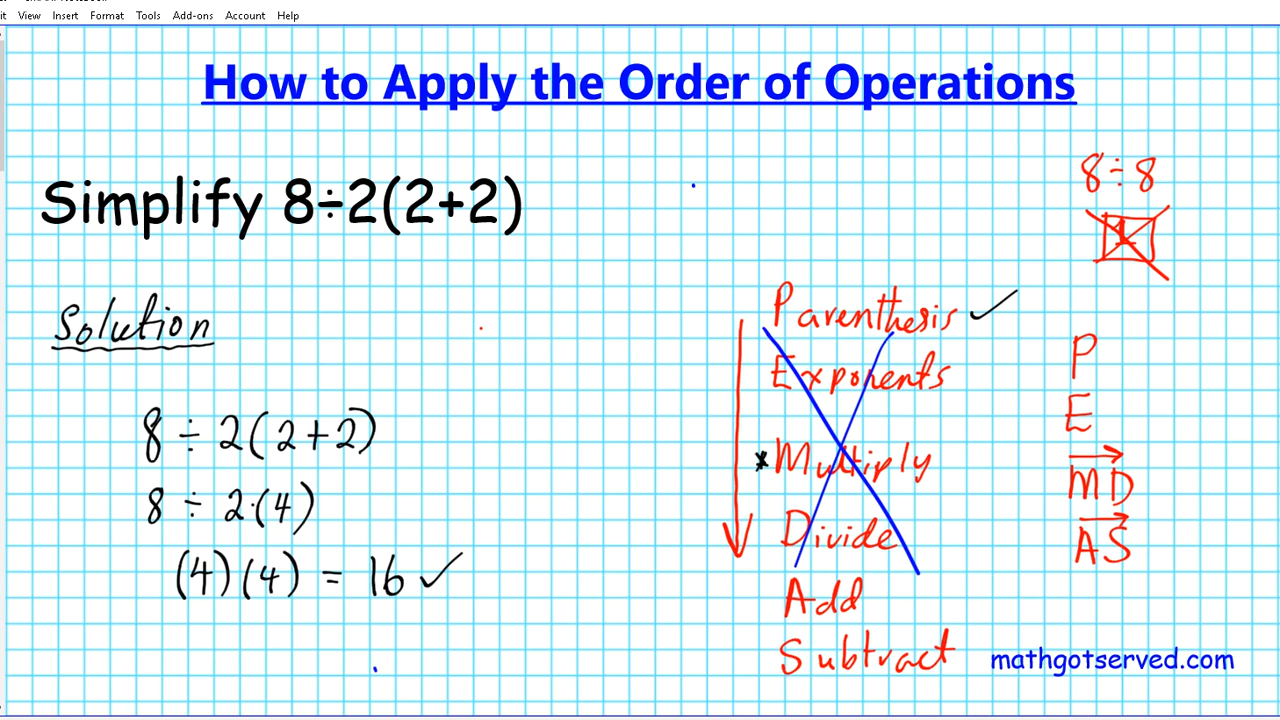 it View Insert Format Tools Add-ons Account Help
How to Apply the Order of Operations
Simplify 8÷2(2+2)
Solution
8 ÷ 2(2+2)
8 ÷ 2·(4)
(4)(4) = 16 ✓
Parenthesis ✓
Exponents
*Multiply
Divide
Add
Subtract
8÷8
1
P
E
MD
AS
mathgotserved.com